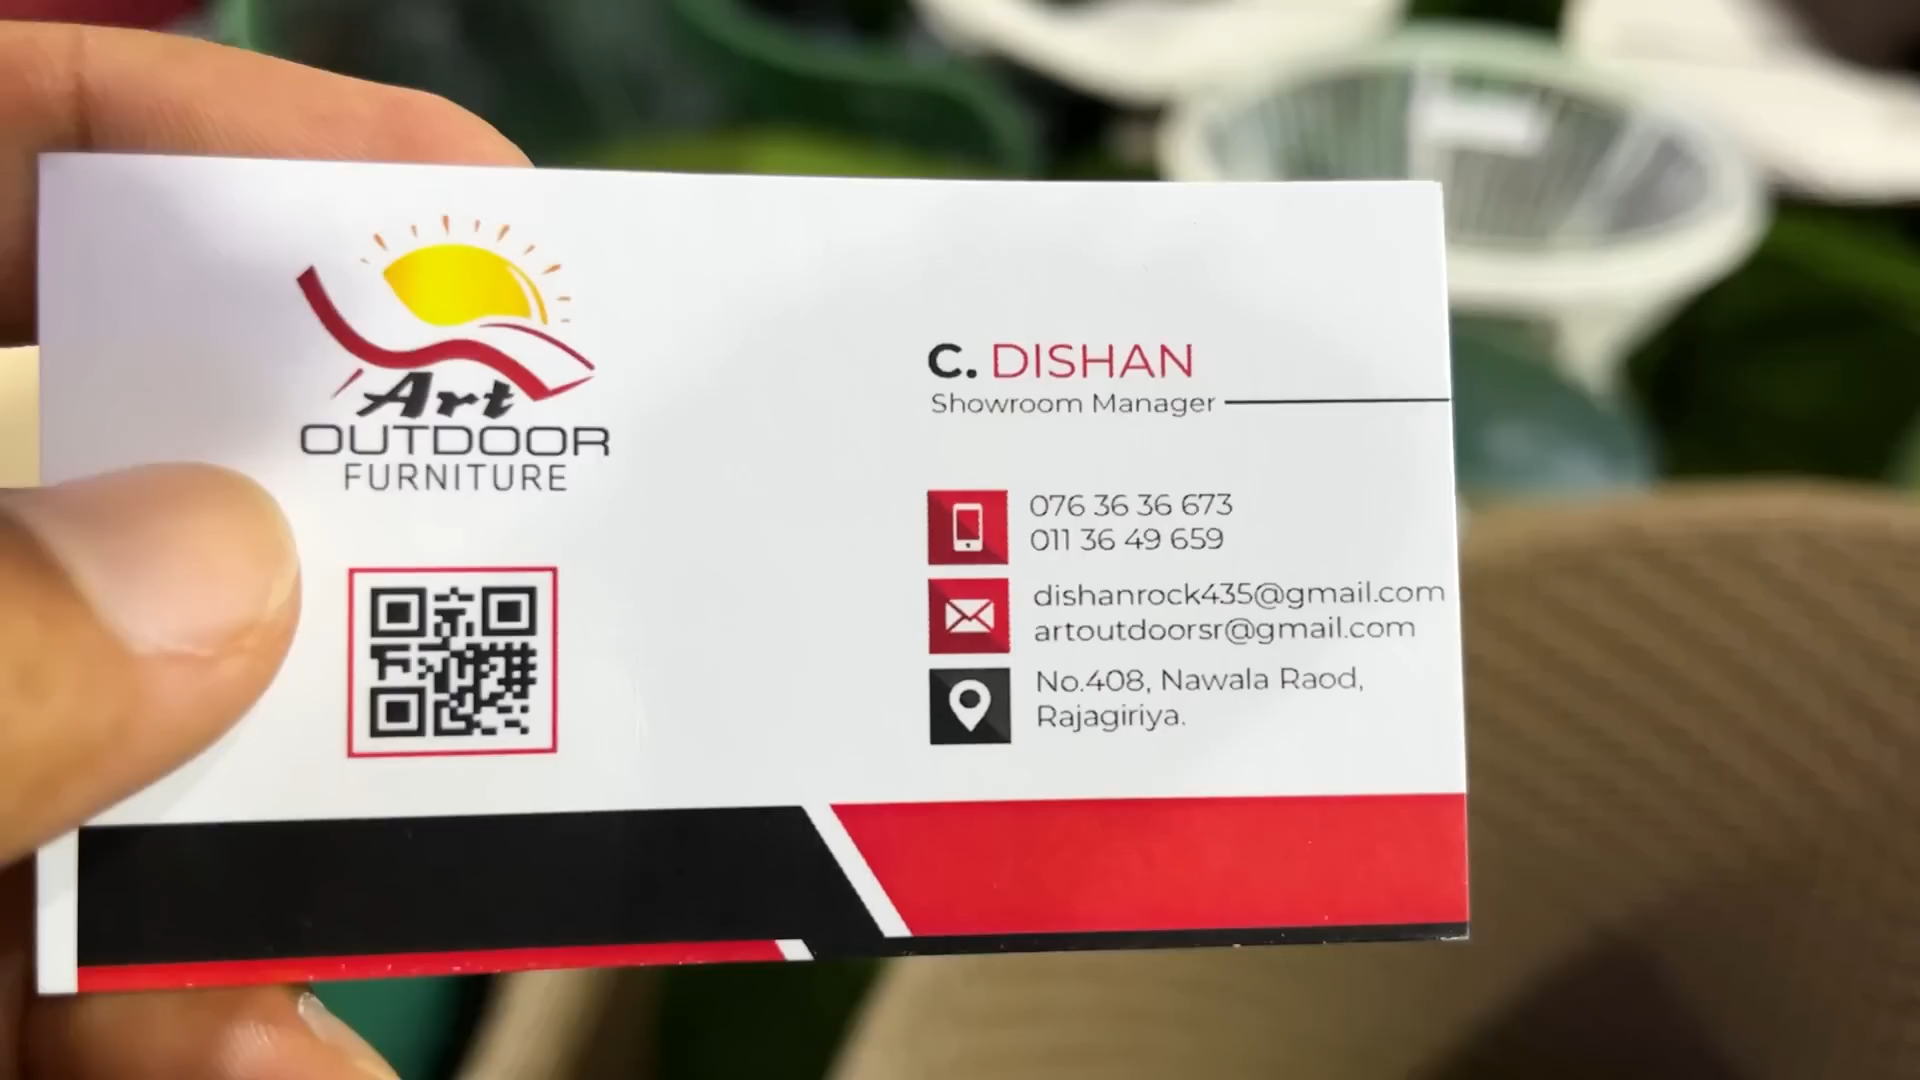 Art
OUTDOOR
FURNITURE
C. DISHAN
Showroom Manager
076 36 36 673
011 36 49 659
dishanrock435@gmail.com
artoutdoorsr@gmail.com
No.408, Nawala Raod,
Rajagiriya.